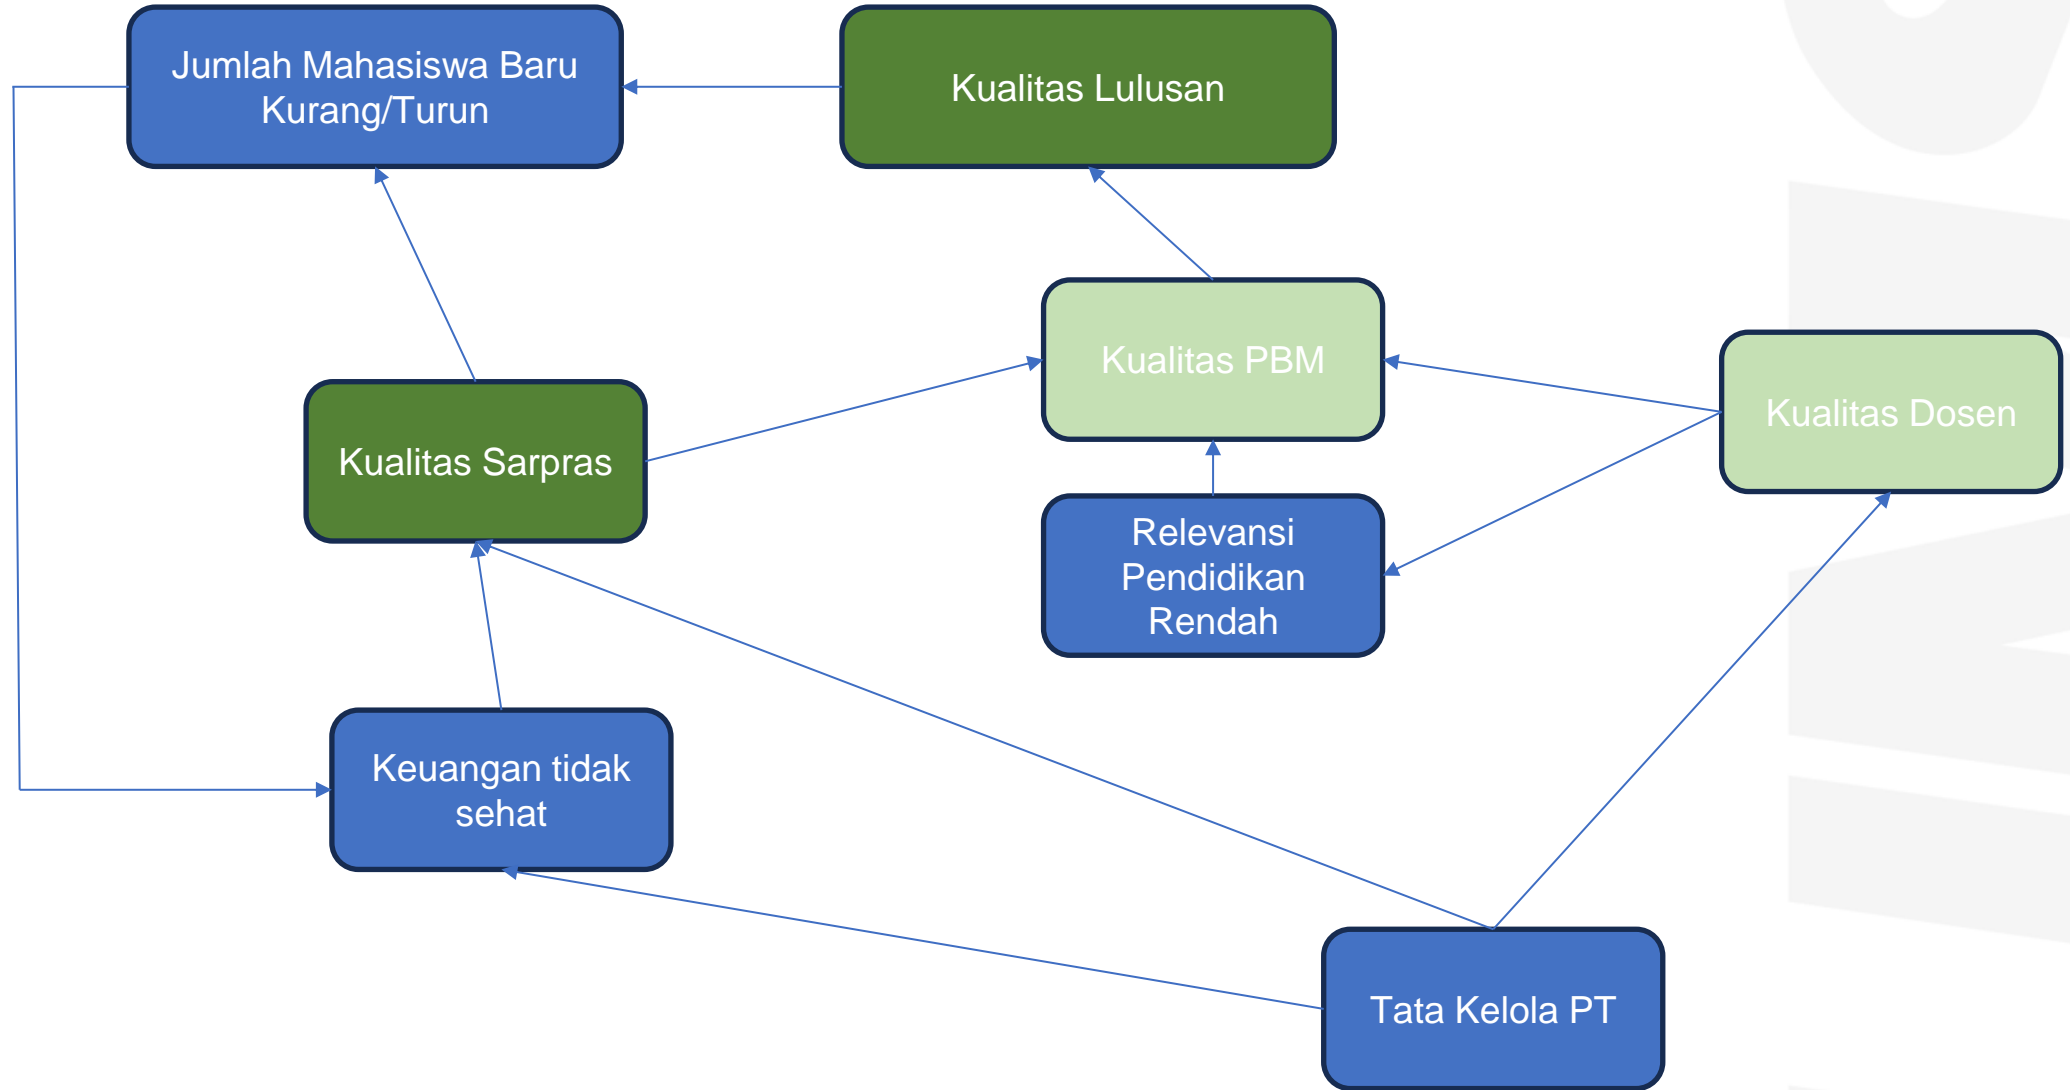 Jumlah Mahasiswa Baru
Kurang/Turun
Kualitas Lulusan
Kualitas PBM
Kualitas Dosen
Kualitas Sarpras
Relevansi
Pendidikan
Rendah
Keuangan tidak
sehat
Tata Kelola PT